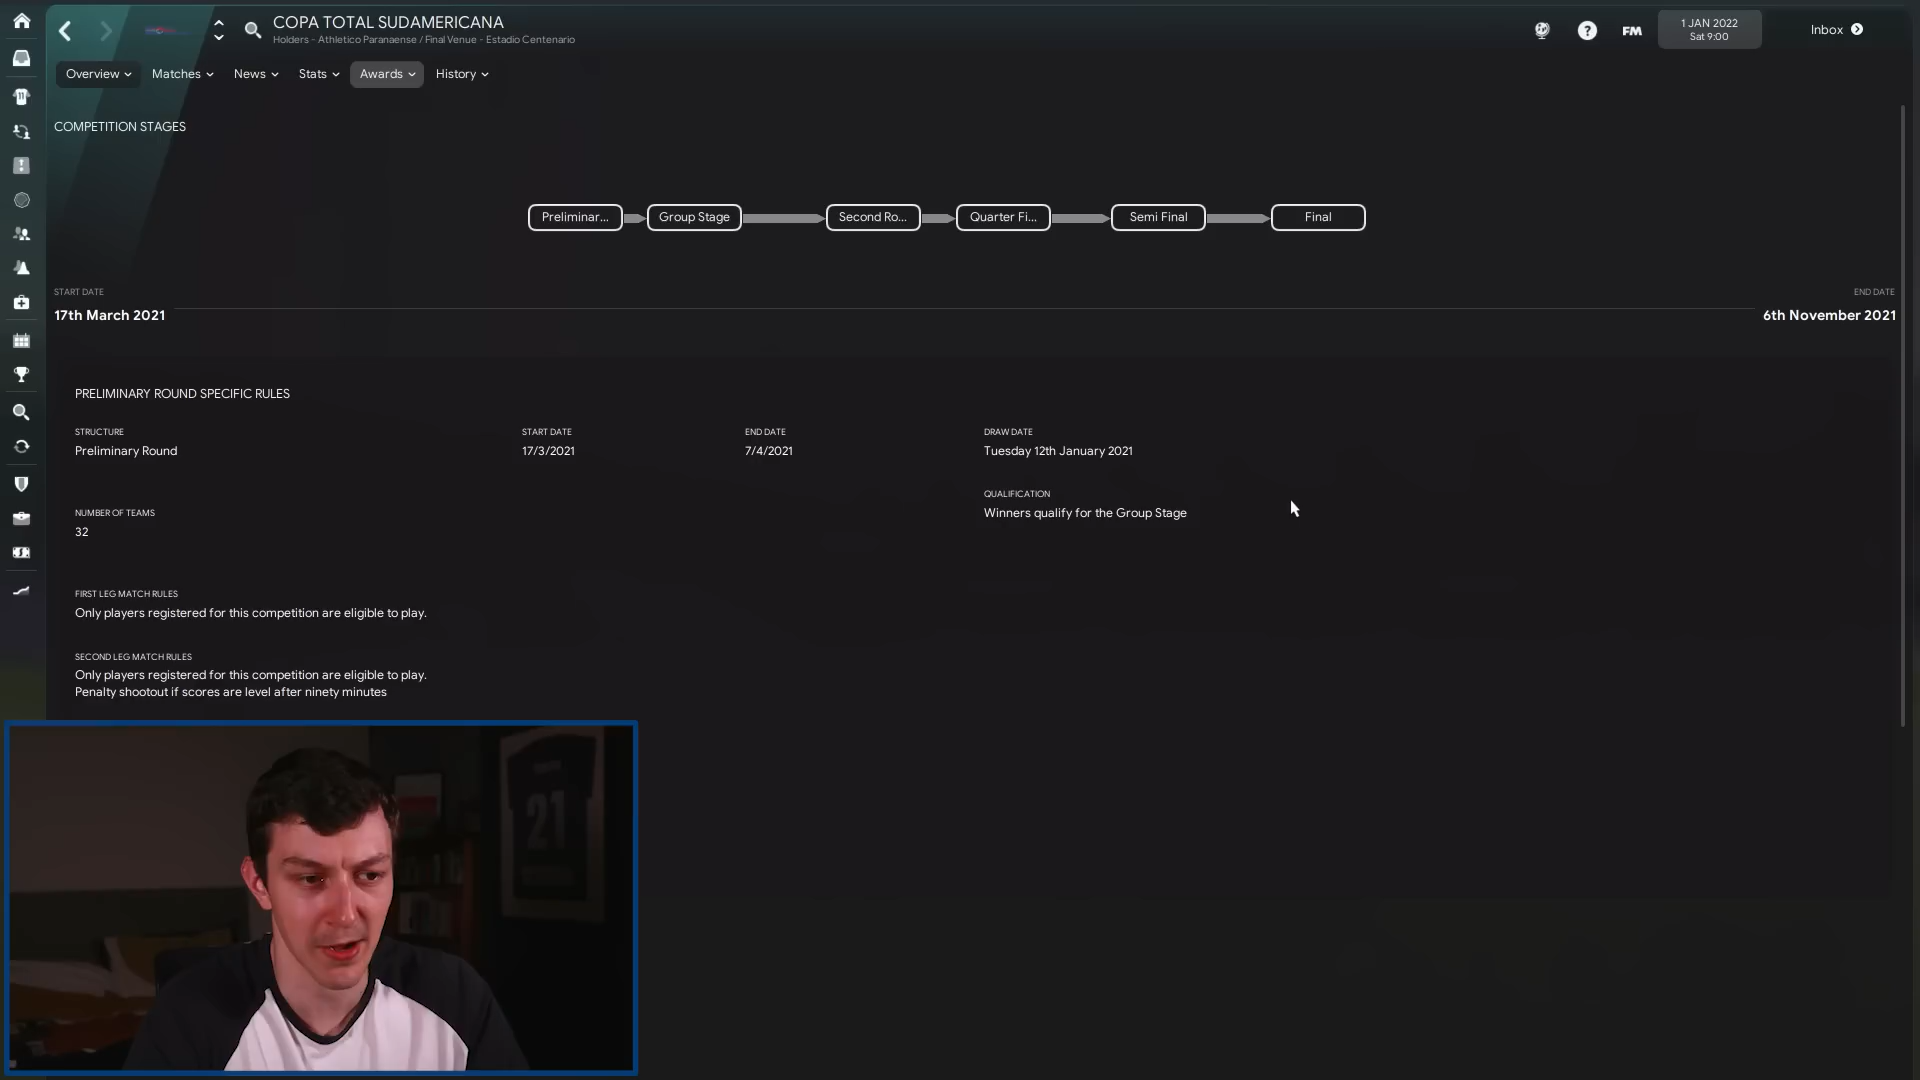 COPA TOTAL SUDAMERICANA
Holders - Athletico Paranaense / Final Venue - Estadio Centenario
FM
1 JAN 2022
Sat 9:00
Inbox
Overview
Matches
News
Stats
Awards
History
COMPETITION STAGES
Preliminar...
Group Stage
Second Ro...
Quarter Fi...
Semi Final
Final
START DATE
END DATE
17th March 2021
6th November 2021
PRELIMINARY ROUND SPECIFIC RULES
STRUCTURE
Preliminary Round
START DATE
17/3/2021
END DATE
7/4/2021
DRAW DATE
Tuesday 12th January 2021
QUALIFICATION
Winners qualify for the Group Stage
NUMBER OF TEAMS
32
FIRST LEG MATCH RULES
Only players registered for this competition are eligible to play.
SECOND LEG MATCH RULES
Only players registered for this competition are eligible to play.
Penalty shootout if scores are level after ninety minutes
21